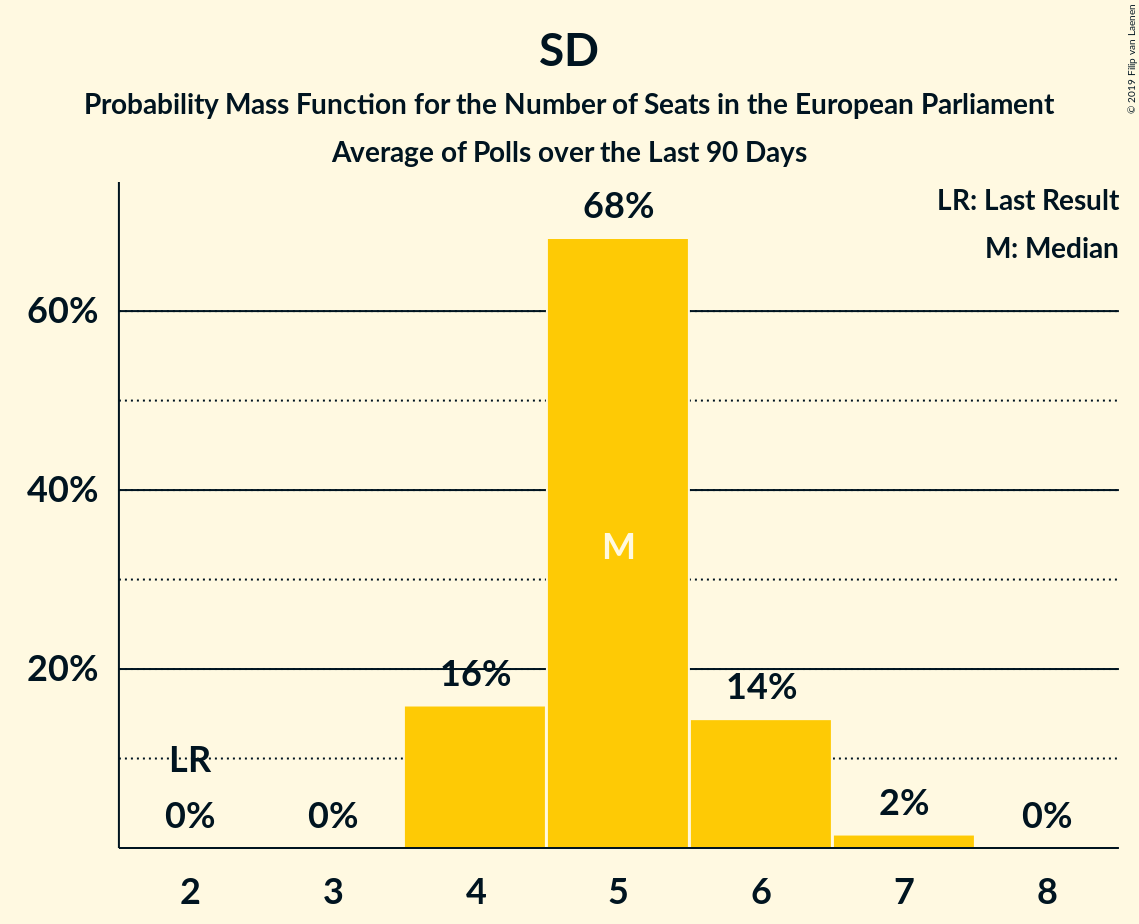 SD
Probability Mass Function for the Number of Seats in the European Parliament
Average of Polls over the Last 90 Days
© 2019 Filip van Laenen
LR: Last Result
M: Median
68%
60%
40%
M
20%
16%
14%
LR
0%
0%
2%
0%
2 3 4 5 6 7 8